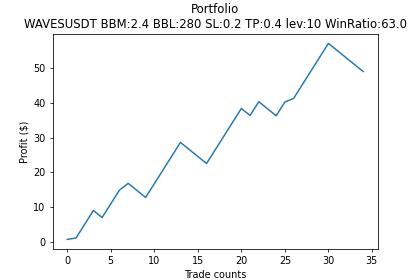 Portfolio
WAVESUSDT BBM:2.4 BBL:280 SL:0.2 TP:0.4 lev:10 WinRatio:63.0
Profit ($)
50
40
30
20
10
0
0 5 10 15 20 25 30 35
Trade counts